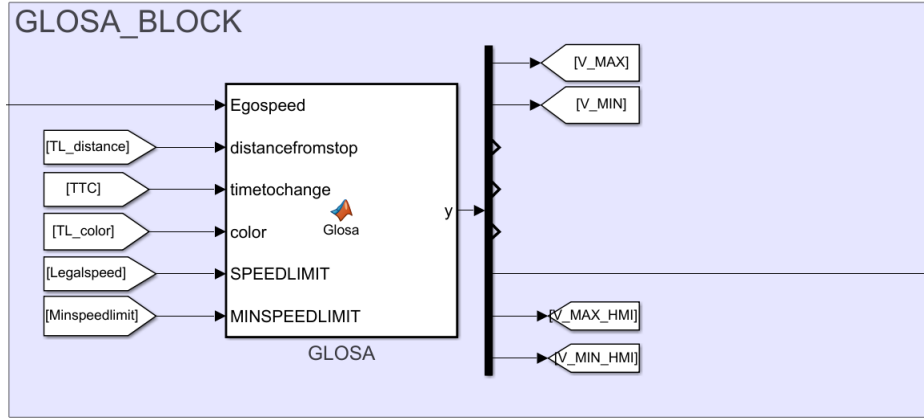 GLOSA_BLOCK
[V_MAX]
[V_MIN]
Egospeed
[TL_distance]
distancefromstop
[TTC]
timetochange
[TL_color]
color
y
Glosa
[Legalspeed]
SPEEDLIMIT
[Minspeedlimit]
MINSPEEDLIMIT
[V_MAX_HMI]
[V_MIN_HMI]
GLOSA